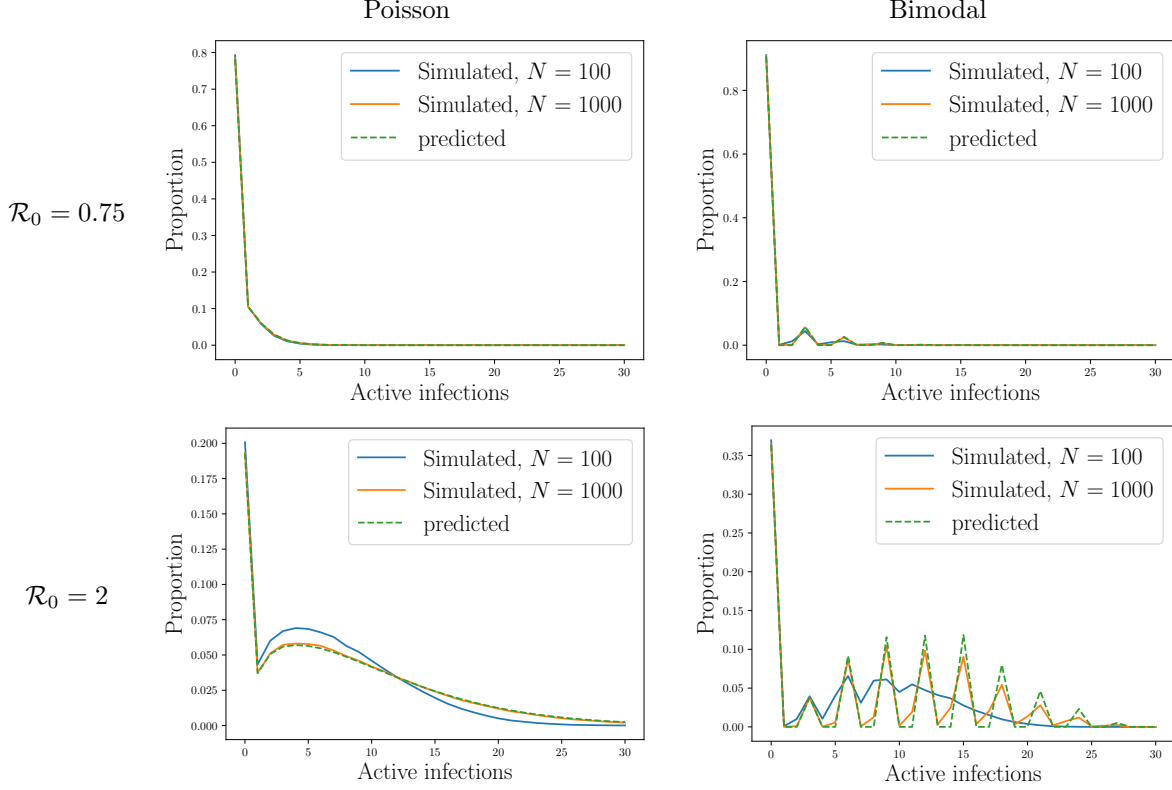 Poisson
Bimodal
R₀ = 0.75
Proportion
0.8
0.7
0.6
0.5
0.4
0.3
0.2
0.1
0.0
Simulated, N = 100
Simulated, N = 1000
predicted
0 5 10 15 20 25 30
Active infections
Proportion
0.8
0.6
0.4
0.2
0.0
Simulated, N = 100
Simulated, N = 1000
predicted
0 5 10 15 20 25 30
Active infections
R₀ = 2
Proportion
0.200
0.175
0.150
0.125
0.100
0.075
0.050
0.025
0.000
Simulated, N = 100
Simulated, N = 1000
predicted
0 5 10 15 20 25 30
Active infections
Proportion
0.35
0.30
0.25
0.20
0.15
0.10
0.05
0.00
Simulated, N = 100
Simulated, N = 1000
predicted
0 5 10 15 20 25 30
Active infections